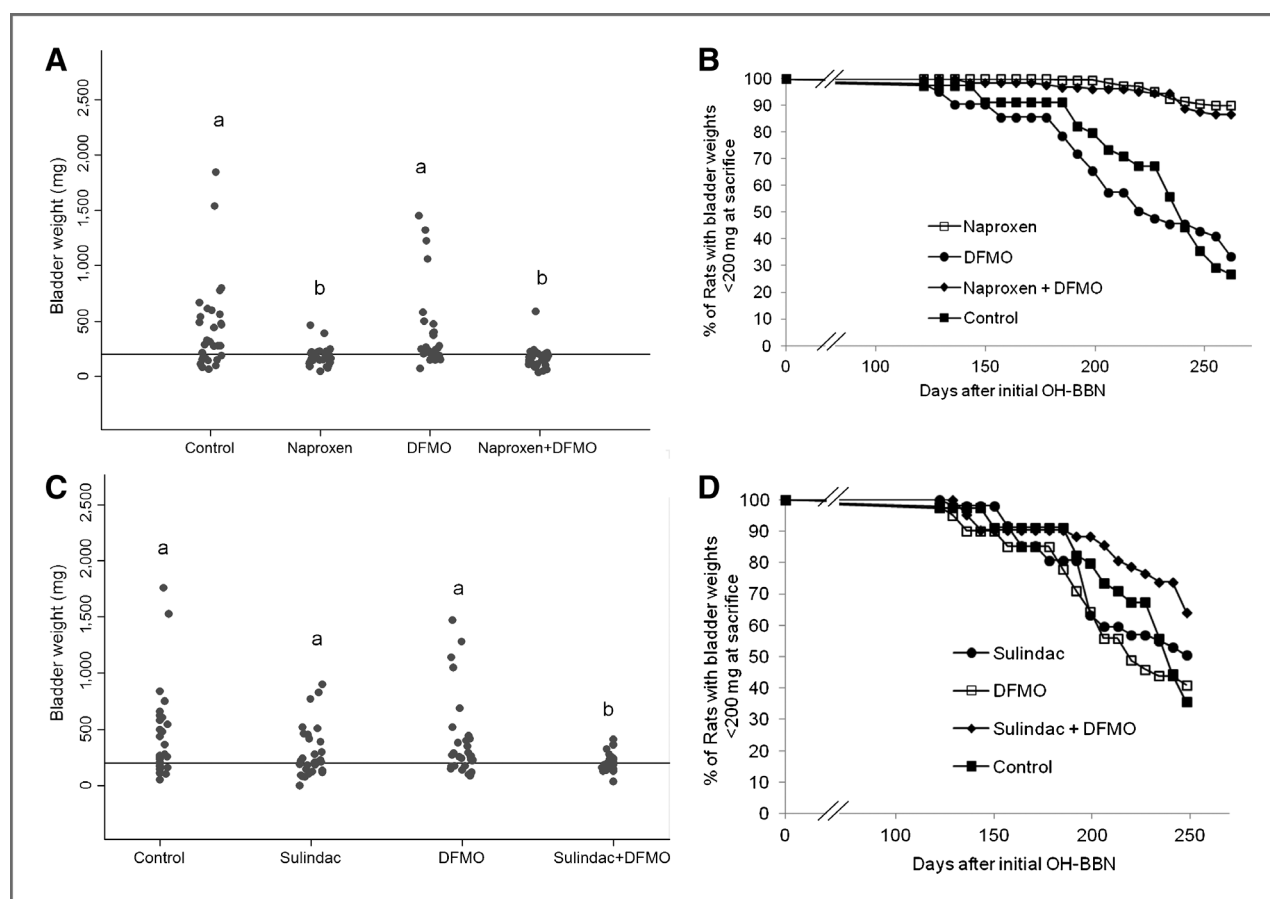 A
Bladder weight (mg)
2,500
2,000
1,500
1,000
500
0
a
b
a
b
Control
Naproxen
DFMO
Naproxen+DFMO
B
% of Rats with bladder weights
<200 mg at sacrifice
100
90
80
70
60
50
40
30
20
10
0
Naproxen
DFMO
Naproxen + DFMO
Control
0
100
150
200
250
Days after initial OH-BBN
C
Bladder weight (mg)
2,500
2,000
1,500
1,000
500
0
a
a
a
b
Control
Sulindac
DFMO
Sulindac+DFMO
D
% of Rats with bladder weights
<200 mg at sacrifice
100
90
80
70
60
50
40
30
20
10
0
Sulindac
DFMO
Sulindac + DFMO
Control
0
100
150
200
250
Days after initial OH-BBN